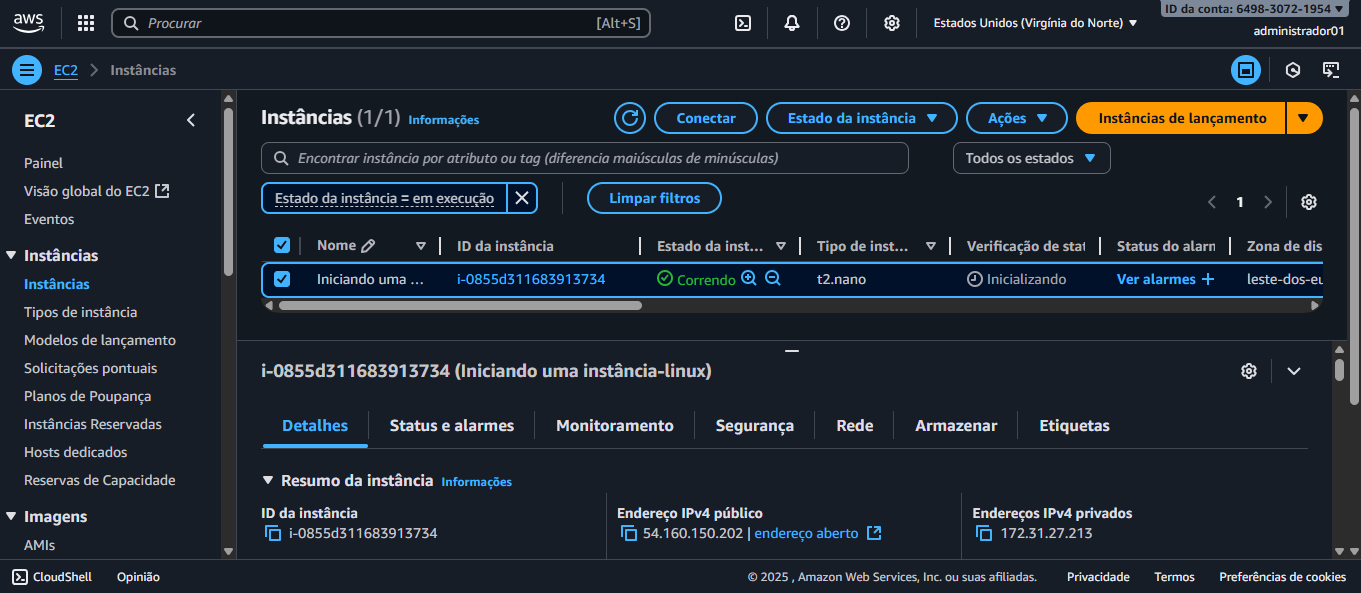 aws
Procurar [Alt+S]
Estados Unidos (Virgínia do Norte)
ID da conta: 6498-3072-1954
administrador01
EC2 Instâncias
EC2
Painel
Visão global do EC2
Eventos
Instâncias
Instâncias
Tipos de instância
Modelos de lançamento
Solicitações pontuais
Planos de Poupança
Instâncias Reservadas
Hosts dedicados
Reservas de Capacidade
Imagens
AMIs
Instâncias (1/1) Informações
Conectar
Estado da instância
Ações
Instâncias de lançamento
Encontrar instância por atributo ou tag (diferencia maiúsculas de minúsculas)
Todos os estados
Estado da instância = em execução
Limpar filtros
1
Nome ID da instância Estado da inst... Tipo de inst... Verificação de stat Status do alarn Zona de dis
Iniciando uma ... i-0855d311683913734 Correndo t2.nano Inicializando Ver alarmes + leste-dos-eu
i-0855d311683913734 (Iniciando uma instância-linux)
Detalhes Status e alarmes Monitoramento Segurança Rede Armazenar Etiquetas
Resumo da instância Informações
ID da instância
i-0855d311683913734
Endereço IPv4 público
54.160.150.202 | endereço aberto
Endereços IPv4 privados
172.31.27.213
CloudShell Opinião © 2025 , Amazon Web Services, Inc. ou suas afiliadas. Privacidade Termos Preferências de cookies